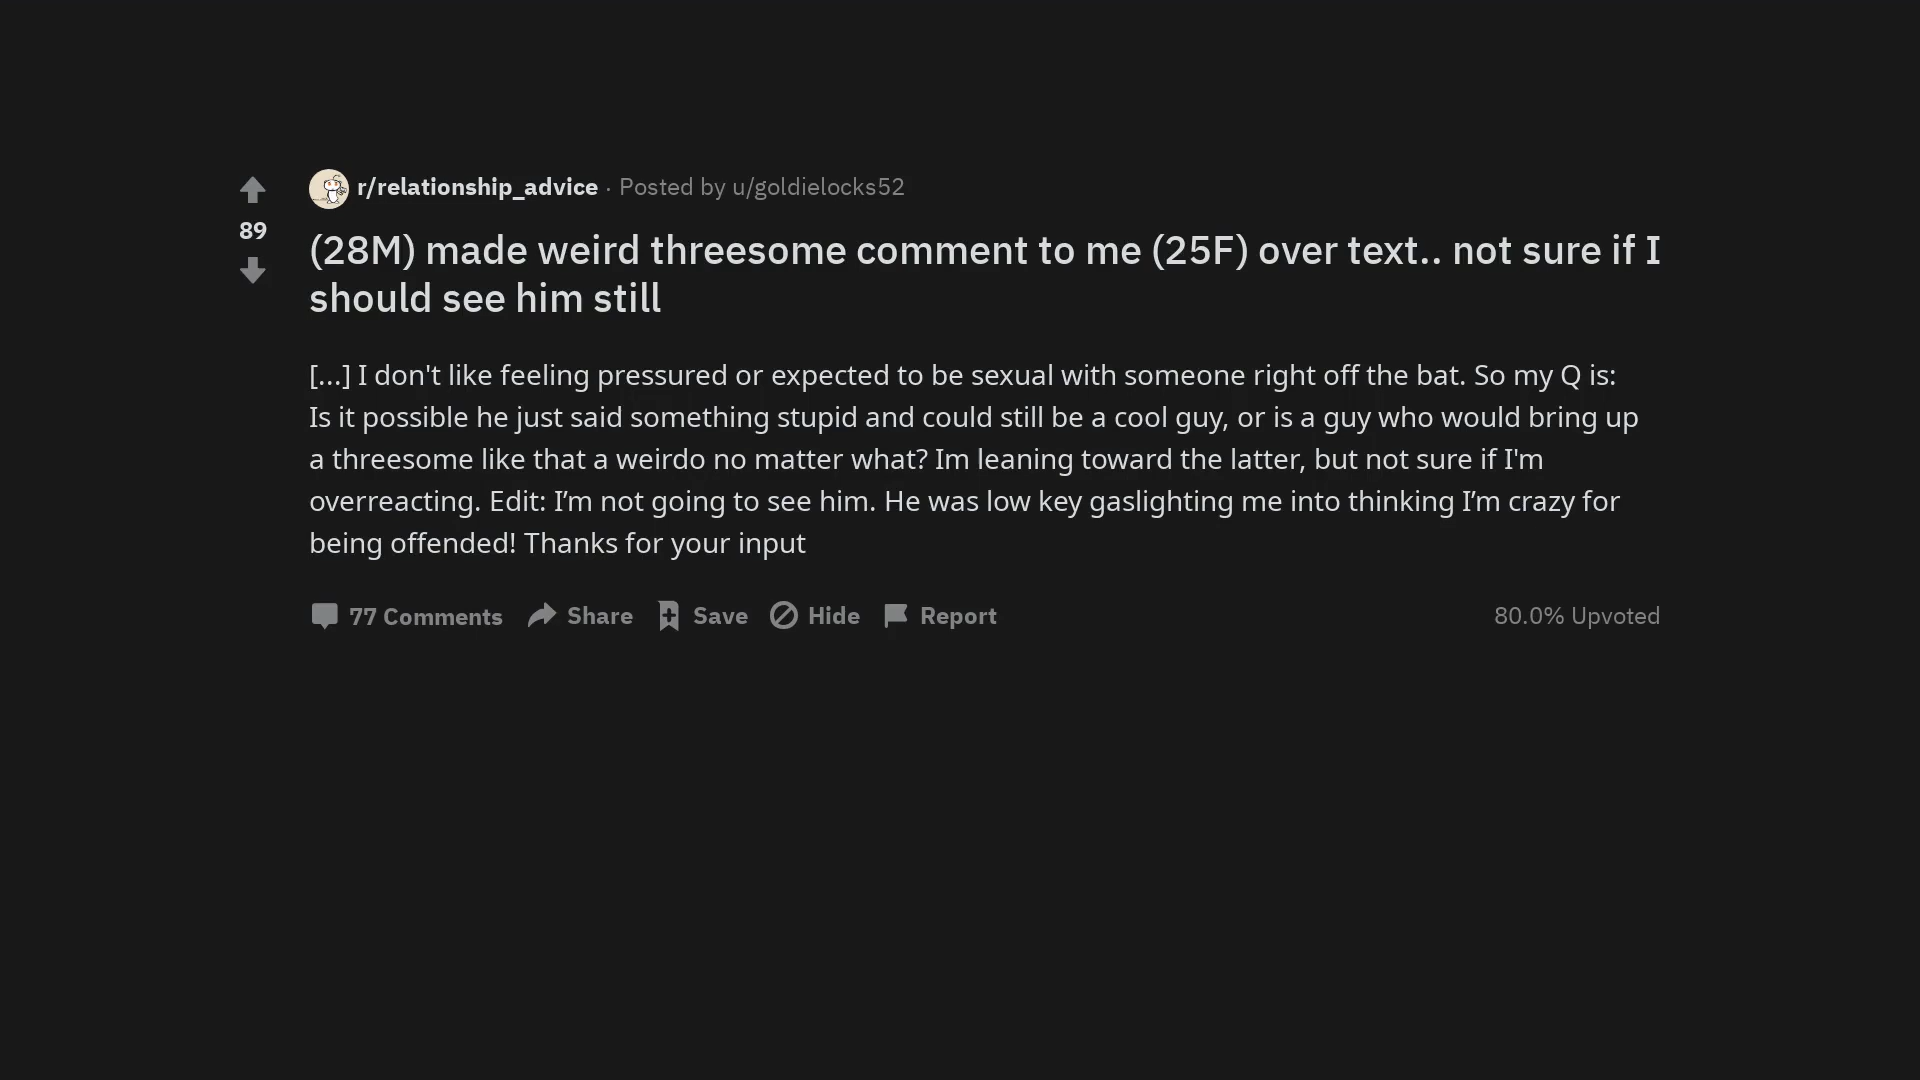 r/relationship_advice · Posted by u/goldielocks52
89
(28M) made weird threesome comment to me (25F) over text.. not sure if I
should see him still
[...] I don't like feeling pressured or expected to be sexual with someone right off the bat. So my Q is:
Is it possible he just said something stupid and could still be a cool guy, or is a guy who would bring up
a threesome like that a weirdo no matter what? Im leaning toward the latter, but not sure if I'm
overreacting. Edit: I’m not going to see him. He was low key gaslighting me into thinking I’m crazy for
being offended! Thanks for your input
77 Comments Share Save Hide Report 80.0% Upvoted